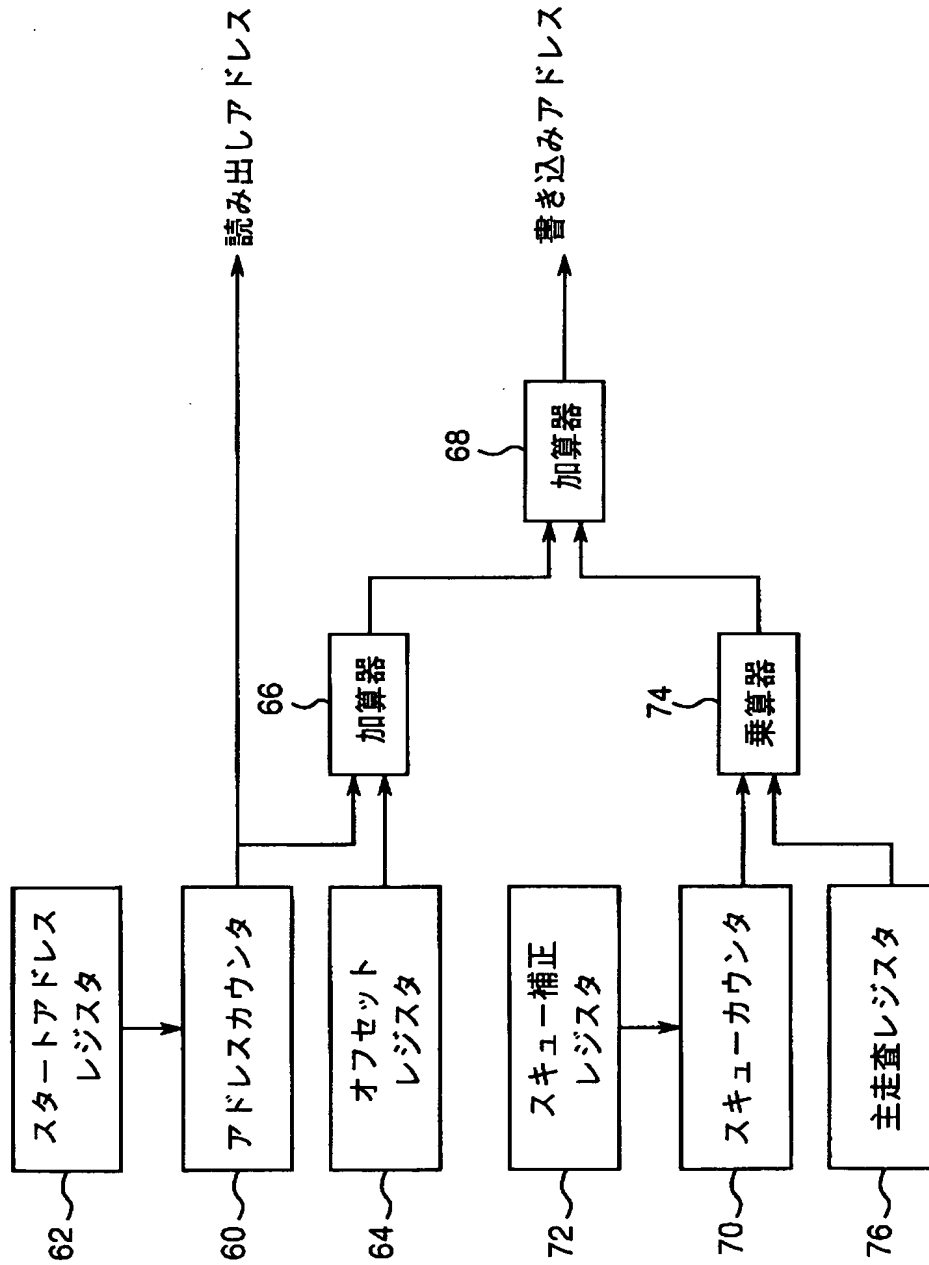 スタートアドレス
レジスタ
62
アドレスカウンタ
60
読み出しアドレス
オフセット
レジスタ
64
加算器
66
加算器
68
書き込みアドレス
スキュー補正
レジスタ
72
スキューカウンタ
70
乗算器
74
主走査レジスタ
76